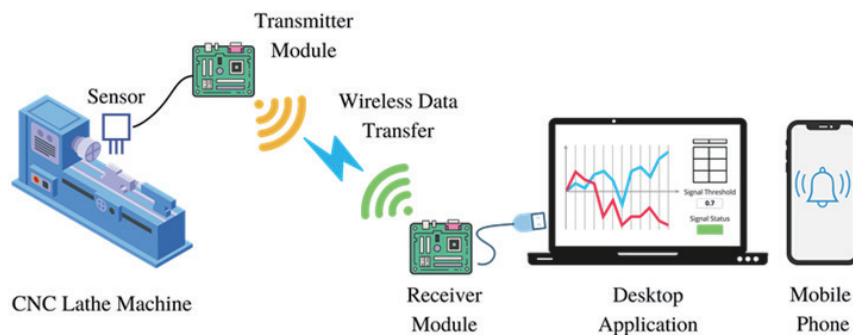 Transmitter
Module
Sensor
Wireless Data
Transfer
Signal Threshold
0.7
Signal Status
CNC Lathe Machine
Receiver
Module
Desktop
Application
Mobile
Phone